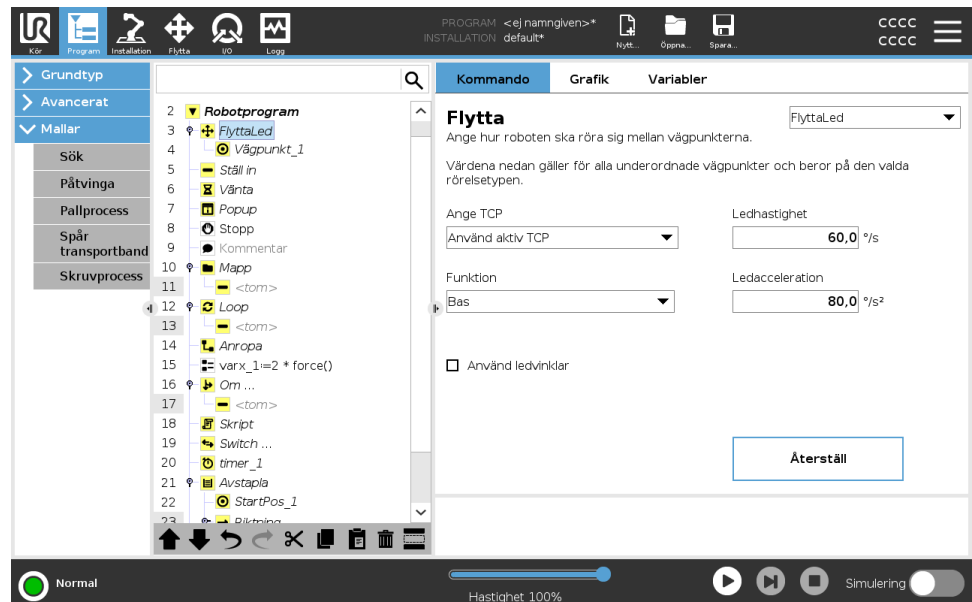 UR
PROGRAM <ej namngiven>*
INSTALLATION default*
Kör
Program
Installation
Flytta
I/O
Logg
Nytt...
Öppna...
Spara...
CCCC
CCCC
Grundtyp
Avancerat
Mallar
Sök
Påtvinga
Pallprocess
Spår
transportband
Skruvprocess
2 Robotprogram
3 FlyttaLed
4 Vägpunkt_1
5 Ställ in
6 Vänta
7 Popup
8 Stopp
9 Kommentar
10 Mapp
11 <tom>
12 Loop
13 <tom>
14 Anropa
15 varx_1:=2 * force()
16 Om ...
17 <tom>
18 Skript
19 Switch ...
20 timer_1
21 Avstapla
22 StartPos_1
23 Riktning
Kommando
Grafik
Variabler
Flytta
FlyttaLed
Ange hur roboten ska röra sig mellan vägpunkterna.
Värdena nedan gäller för alla underordnade vägpunkter och beror på den valda
rörelsetypen.
Ange TCP
Ledhastighet
Använd aktiv TCP
60,0 °/s
Funktion
Ledacceleration
Bas
80,0 °/s²
Använd ledvinklar
Återställ
Normal
Hastighet 100%
Simulering